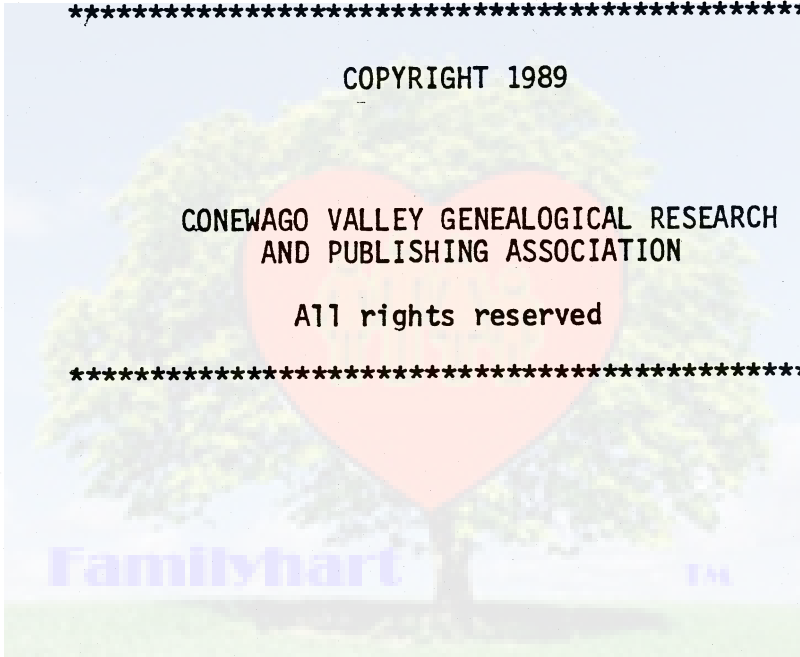 ************************************************
COPYRIGHT 1989
CONEWAGO VALLEY GENEALOGICAL RESEARCH
AND PUBLISHING ASSOCIATION
All rights reserved
************************************************
Familyhart TM